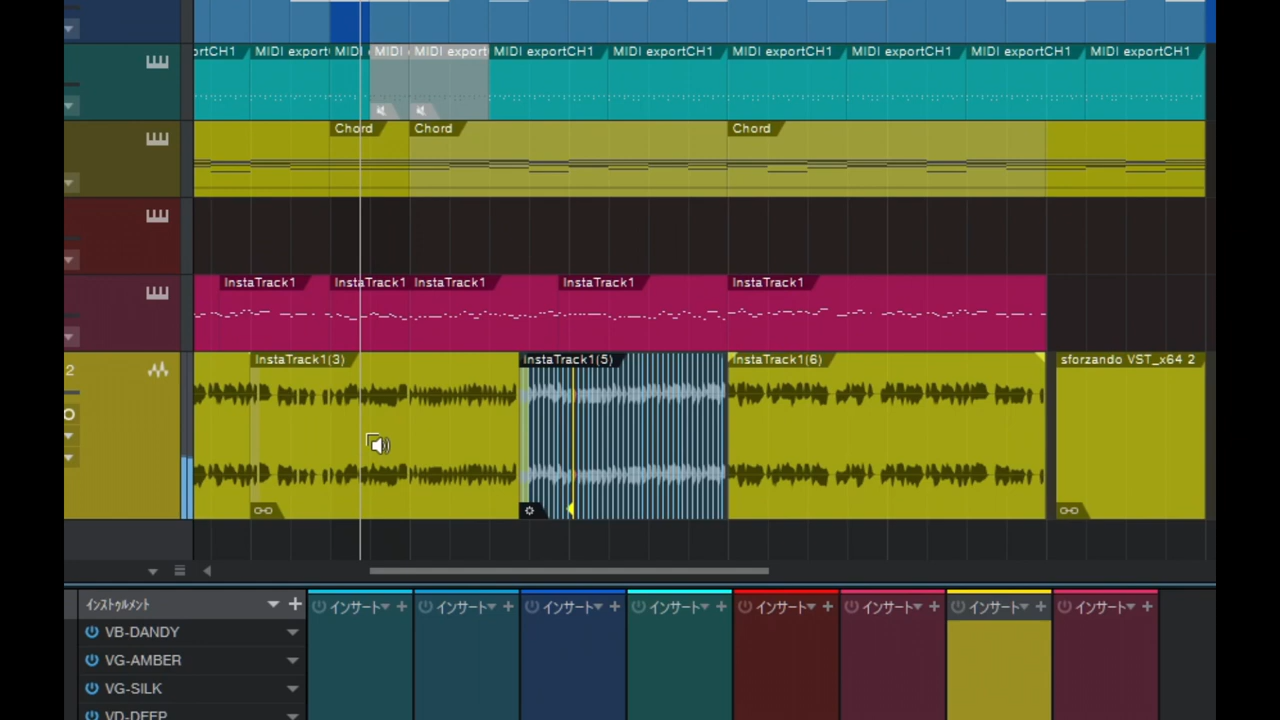 ortCH1 MIDI export MIDI MIDI MIDI export MIDI exportCH1 MIDI exportCH1 MIDI exportCH1 MIDI exportCH1 MIDI exportCH1 MIDI exportCH1
Chord Chord Chord
InstaTrack1 InstaTrack1 InstaTrack1 InstaTrack1 InstaTrack1
2 InstaTrack1(3) InstaTrack1(5) InstaTrack1(6) sforzando VST_x64 2
インストゥルメント インサート インサート インサート インサート インサート インサート インサート インサート
VB-DANDY
VG-AMBER
VG-SILK
VD-DEEP